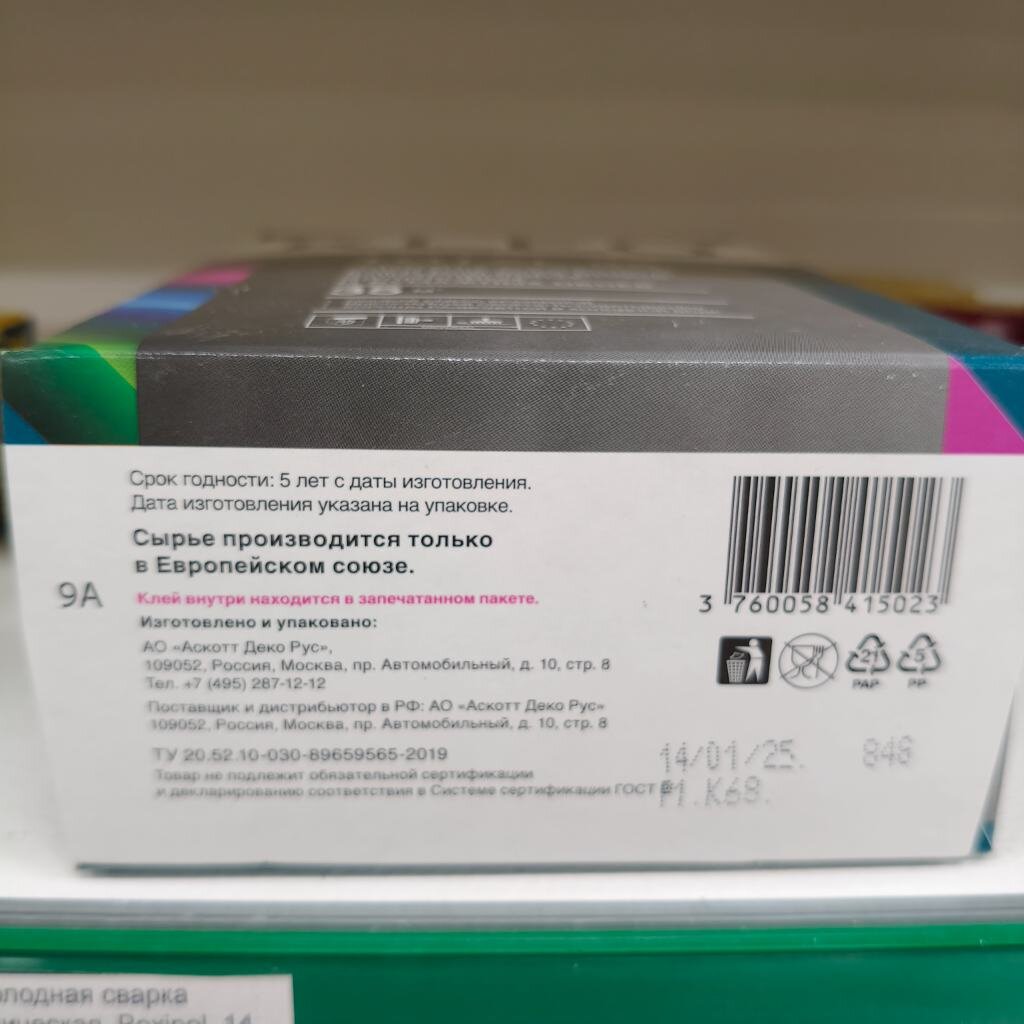 Срок годности: 5 лет с даты изготовления.
Дата изготовления указана на упаковке.
Сырье производится только
в Европейском союзе.
9A
Клей внутри находится в запечатанном пакете.
Изготовлено и упаковано:
АО «Аскотт Деко Рус»,
109052, Россия, Москва, пр. Автомобильный, д. 10, стр. 8
Тел. +7 (495) 287-12-12
Поставщик и дистрибьютор в РФ: АО «Аскотт Деко Рус»
109052, Россия, Москва, пр. Автомобильный, д. 10, стр. 8
ТУ 20.52.10-030-89659565-2019
Товар не подлежит обязательной сертификации
и декларированию соответствия в Системе сертификации ГОСТ
3 760058 415023
21 5
PAP PP
14/01/25. 848
M.K68.
сварка